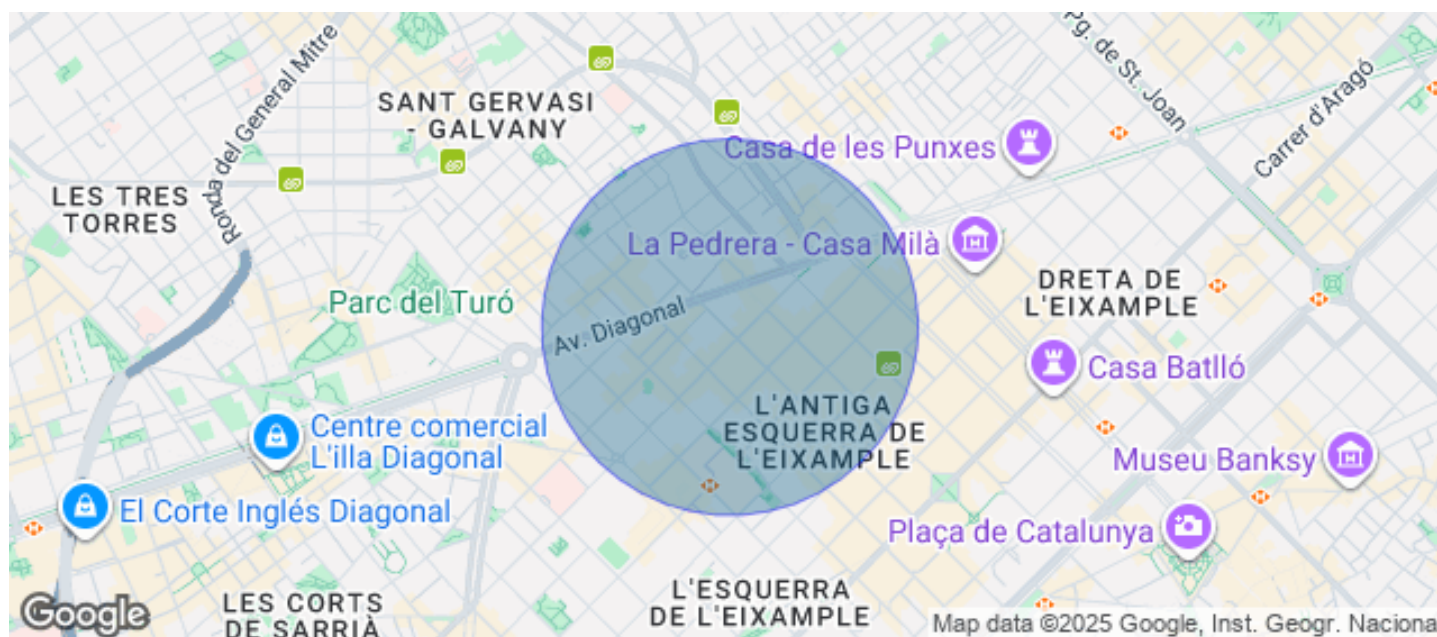 Ronda del General Mitre
SANT GERVASI
- GALVANY
Pg. de St. Joan
Carrer d'Aragó
Casa de les Punxes
LES TRES
TORRES
La Pedrera - Casa Milà
DRETA DE
L'EIXAMPLE
Parc del Turó
Av. Diagonal
Casa Batlló
L'ANTIGA
ESQUERRA DE
L'EIXAMPLE
Centre comercial
L'illa Diagonal
Museu Banksy
El Corte Inglés Diagonal
Plaça de Catalunya
L'ESQUERRA
DE L'EIXAMPLE
LES CORTS
DE SARRIÀ
Google
Map data ©2025 Google, Inst. Geogr. Naciona